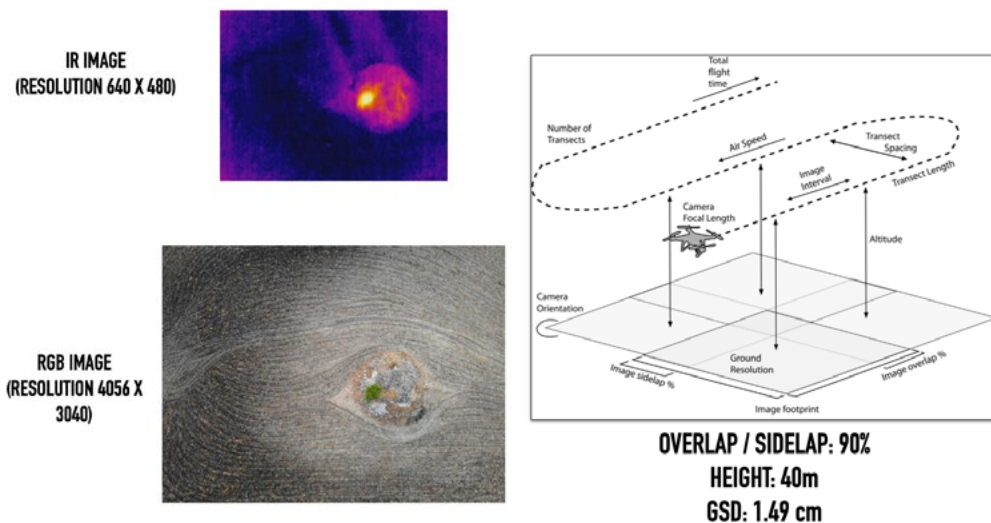 IR IMAGE
(RESOLUTION 640 X 480)
RGB IMAGE
(RESOLUTION 4056 X
3040)
Total
flight
time
Number of
Transects
Air Speed
Transect
Spacing
Image
Interval
Transect Length
Camera
Focal Length
Altitude
Camera
Orientation
Ground
Resolution
Image sidelap %
Image overlap %
Image footprint
OVERLAP / SIDELAP: 90%
HEIGHT: 40m
GSD: 1.49 cm